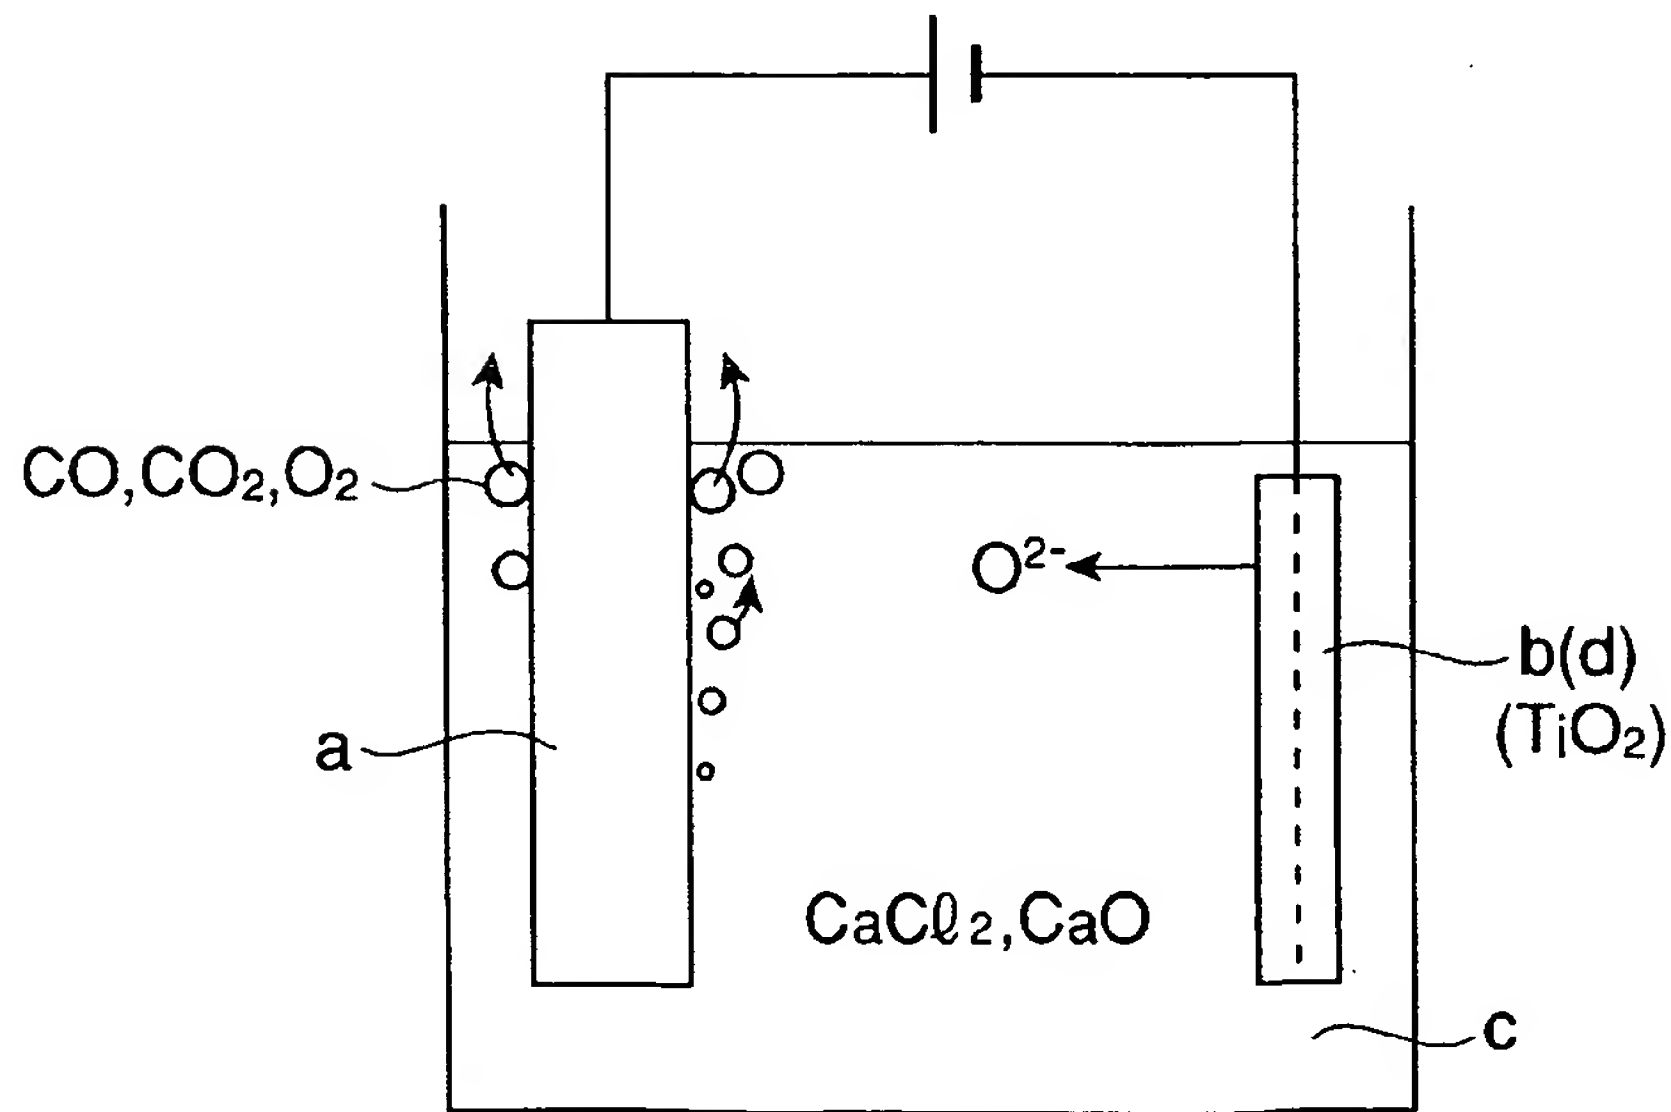 CO,CO₂,O₂
O²⁻
b(d)
(TiO₂)
a
CaCℓ₂,CaO
c